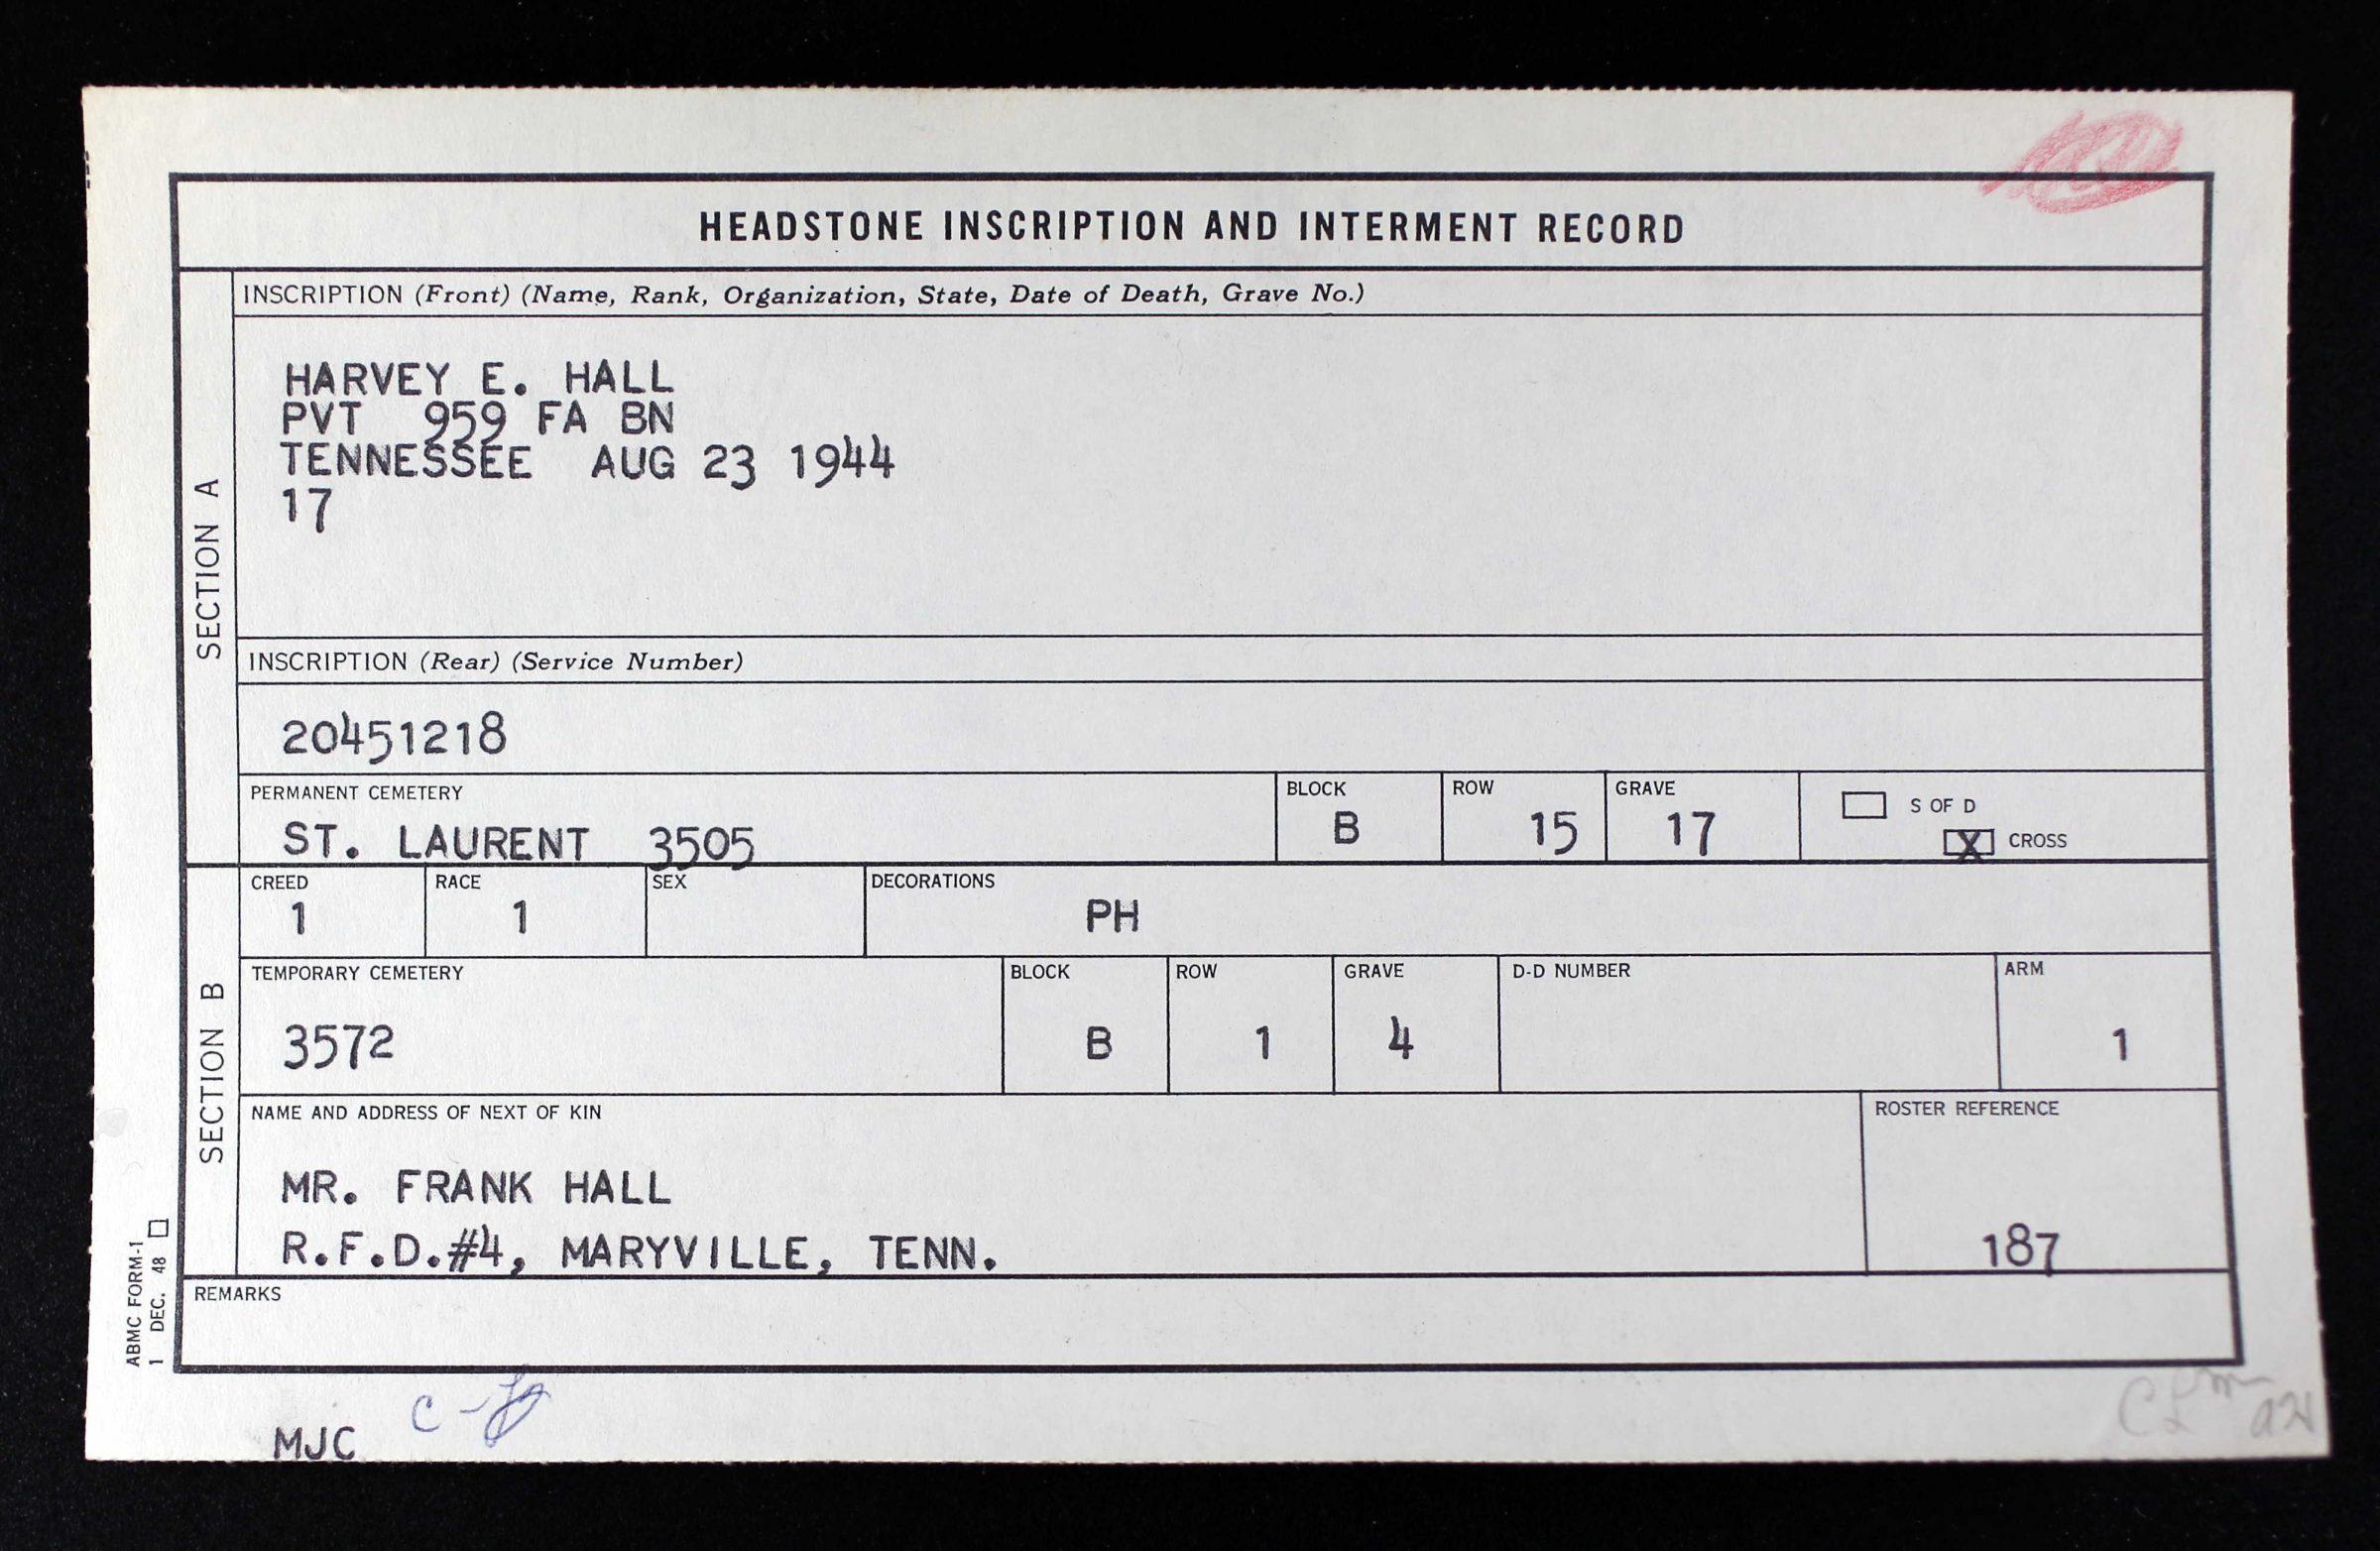 HEADSTONE INSCRIPTION AND INTERMENT RECORD
SECTION A
INSCRIPTION (Front) (Name, Rank, Organization, State, Date of Death, Grave No.)
HARVEY E. HALL
PVT 959 FA BN
TENNESSEE AUG 23 1944
17
INSCRIPTION (Rear) (Service Number)
20451218
PERMANENT CEMETERY
ST. LAURENT 3505
BLOCK
B
ROW
15
GRAVE
17
S OF D
X CROSS
SECTION B
CREED
1
RACE
1
SEX
DECORATIONS
PH
TEMPORARY CEMETERY
3572
BLOCK
B
ROW
1
GRAVE
4
D-D NUMBER
ARM
1
NAME AND ADDRESS OF NEXT OF KIN
MR. FRANK HALL
R.F.D.#4, MARYVILLE, TENN.
ROSTER REFERENCE
187
REMARKS
ABMC FORM-1
1 DEC. 48
MJC